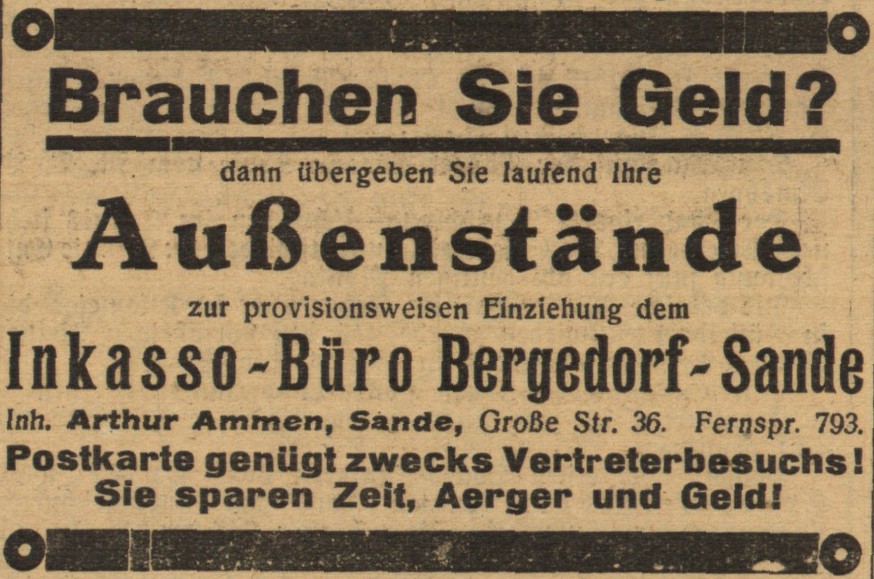 Brauchen Sie Geld?
dann übergeben Sie laufend Ihre
Außenstände
zur provisionsweisen Einziehung dem
Inkasso-Büro Bergedorf-Sande
Inh. Arthur Ammen, Sande, Große Str. 36. Fernspr. 793.
Postkarte genügt zwecks Vertreterbesuchs!
Sie sparen Zeit, Aerger und Geld!